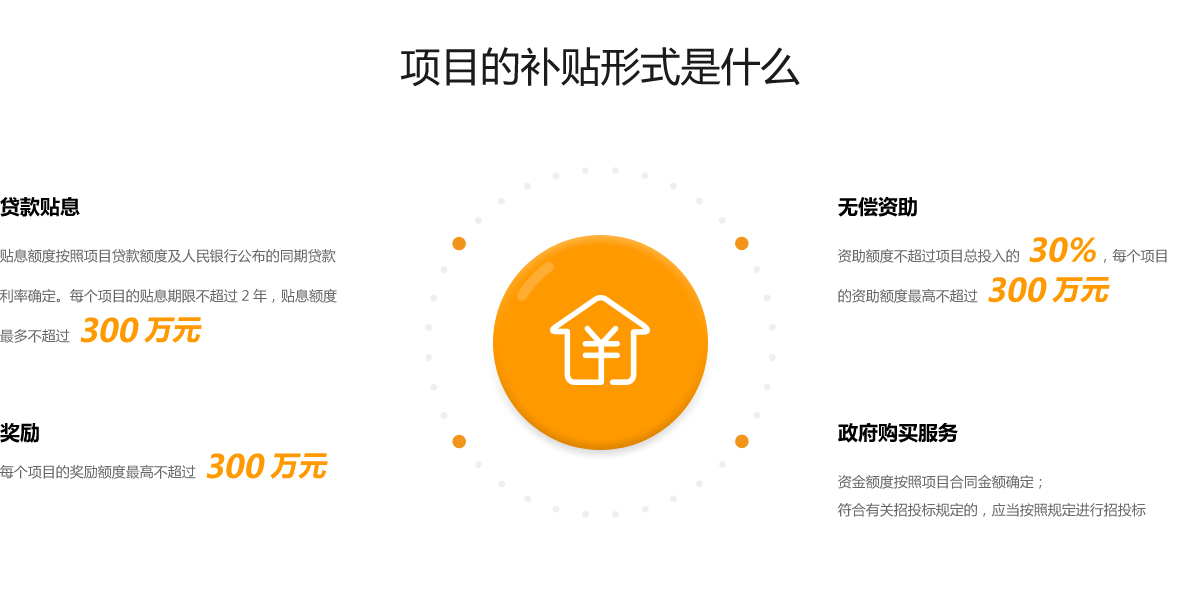 项目的补贴形式是什么
贷款贴息
贴息额度按照项目贷款额度及人民银行公布的同期贷款
利率确定。每个项目的贴息期限不超过 2 年，贴息额度
最多不超过 300 万元
奖励
每个项目的奖励额度最高不超过 300 万元
无偿资助
资助额度不超过项目总投入的 30%，每个项目
的资助额度最高不超过 300 万元
政府购买服务
资金额度按照项目合同金额确定；
符合有关招投标规定的，应当按照规定进行招投标